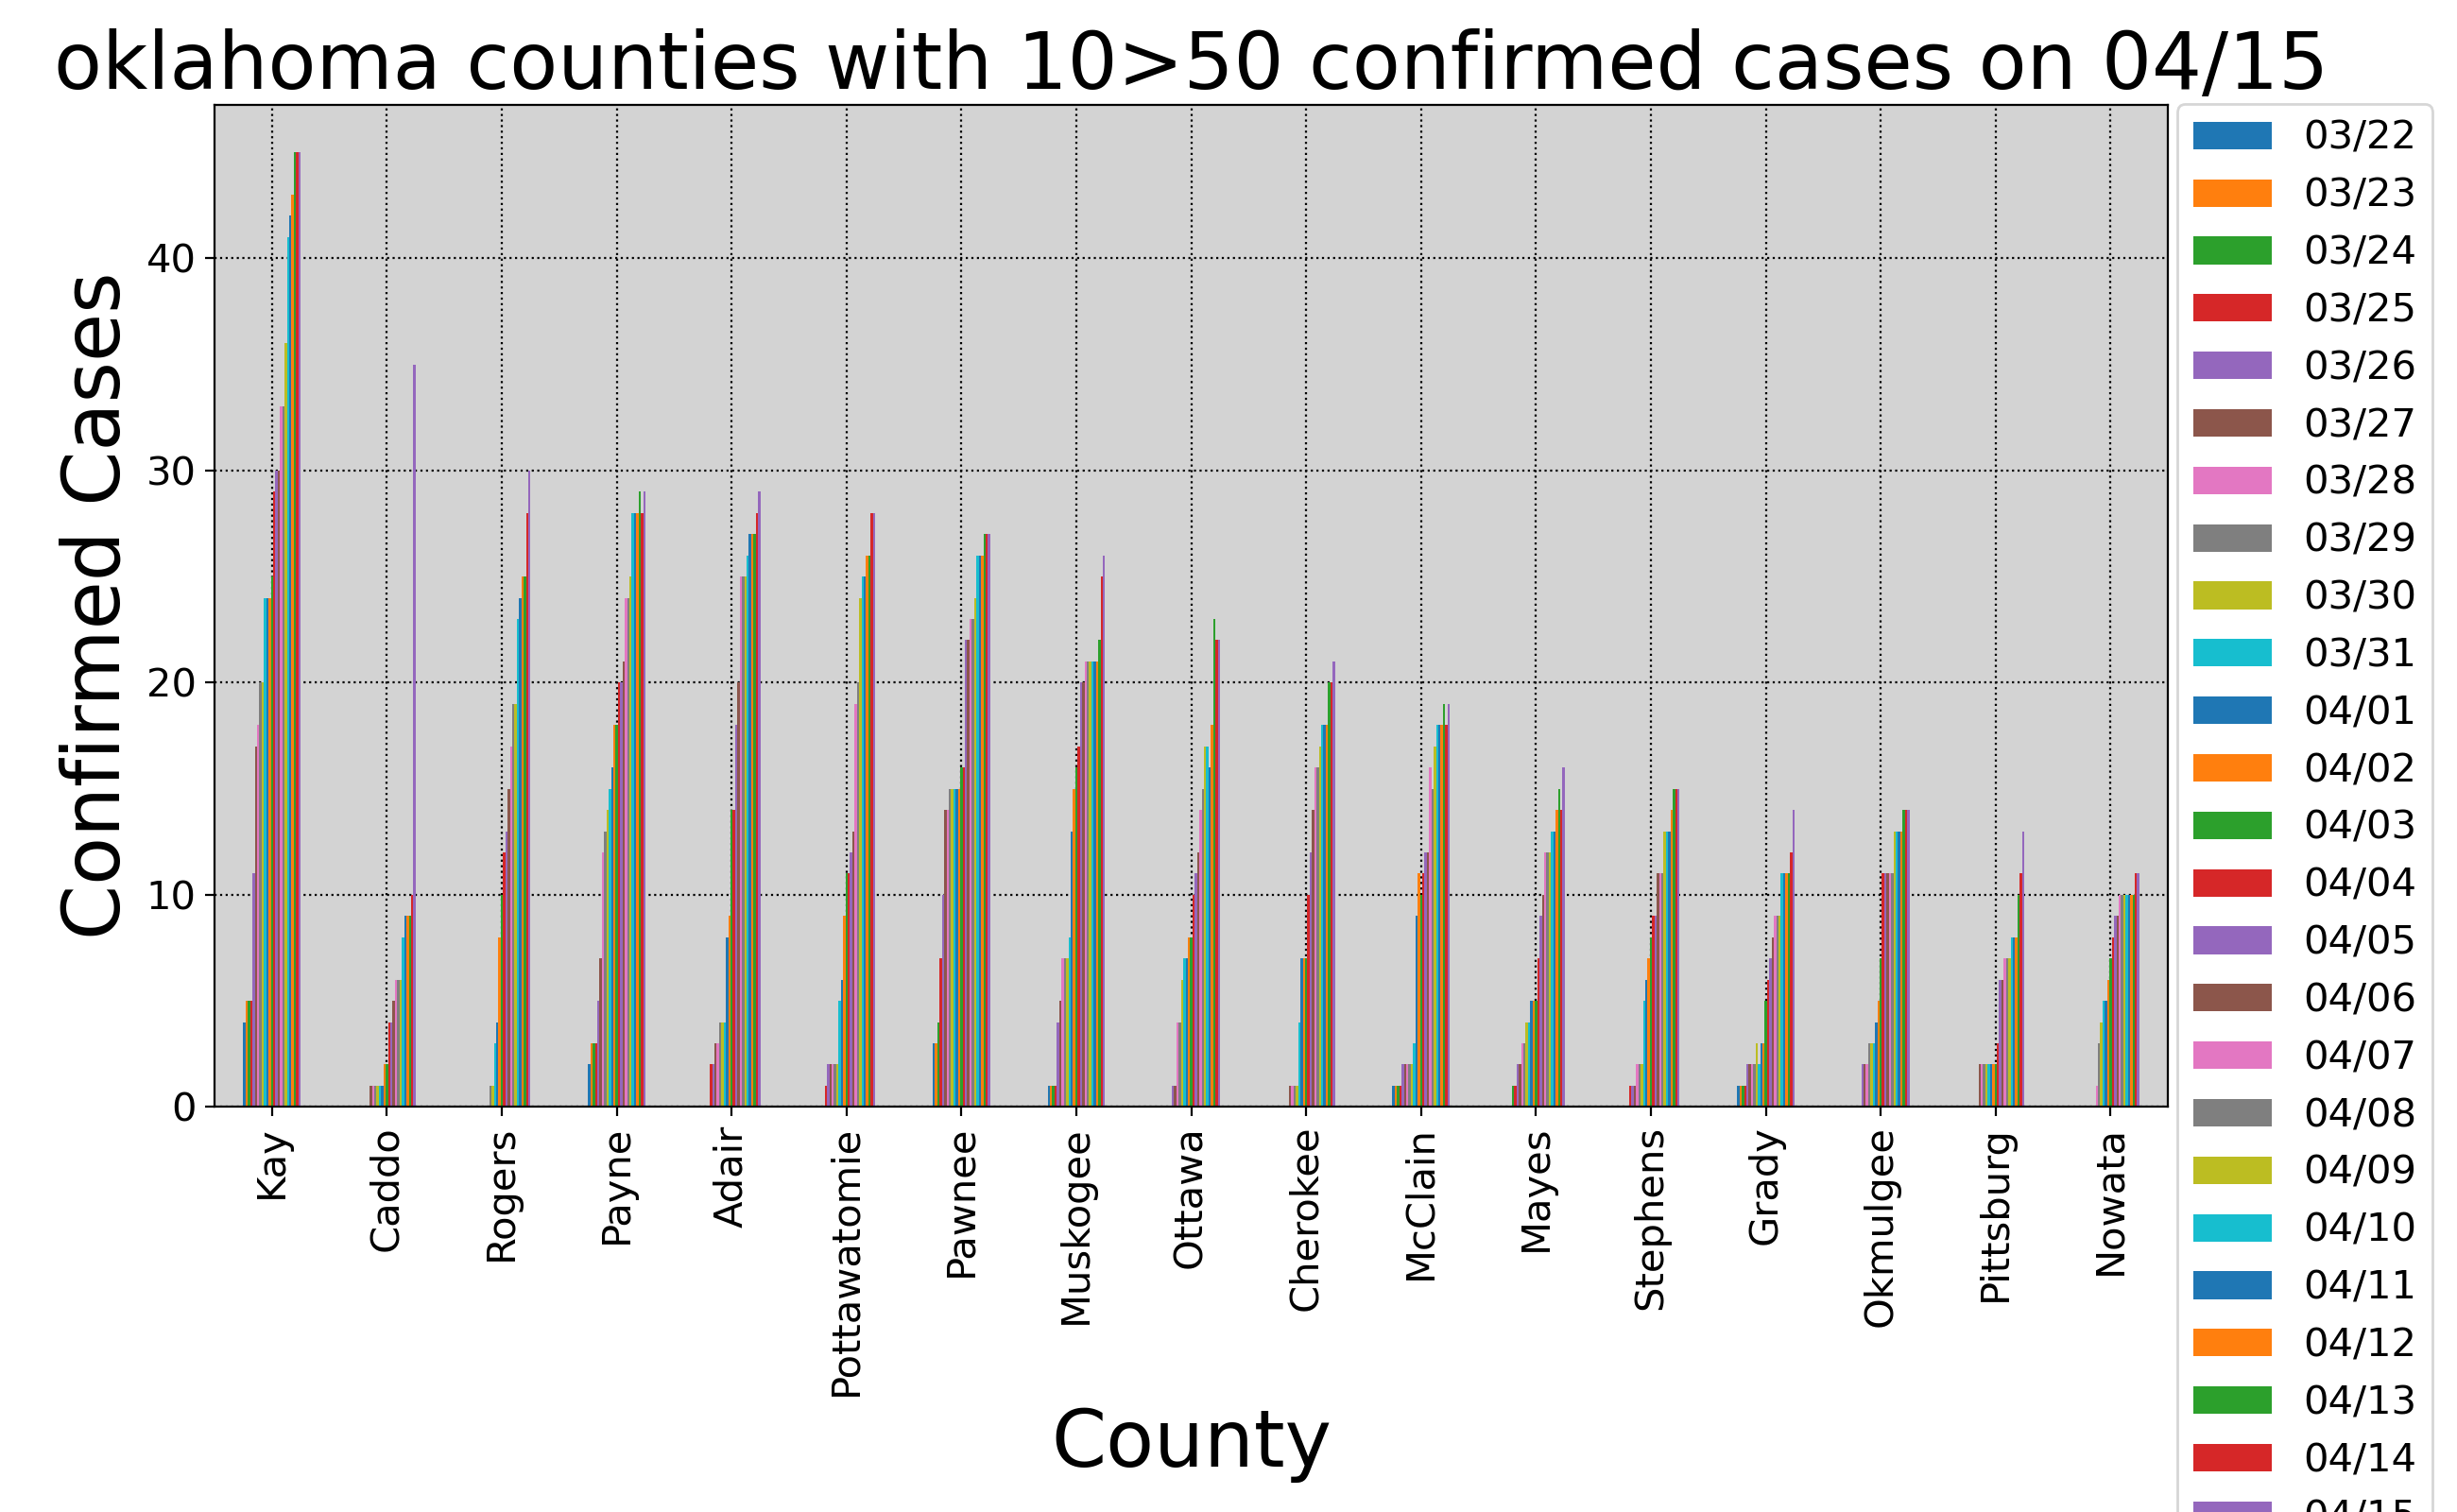 oklahoma counties with 10>50 confirmed cases on 04/15
Confirmed Cases
40
30
20
10
0
Kay
Caddo
Rogers
Payne
Adair
Pottawatomie
Pawnee
Muskogee
Ottawa
Cherokee
McClain
Mayes
Stephens
Grady
Okmulgee
Pittsburg
Nowata
County
03/22
03/23
03/24
03/25
03/26
03/27
03/28
03/29
03/30
03/31
04/01
04/02
04/03
04/04
04/05
04/06
04/07
04/08
04/09
04/10
04/11
04/12
04/13
04/14
04/15